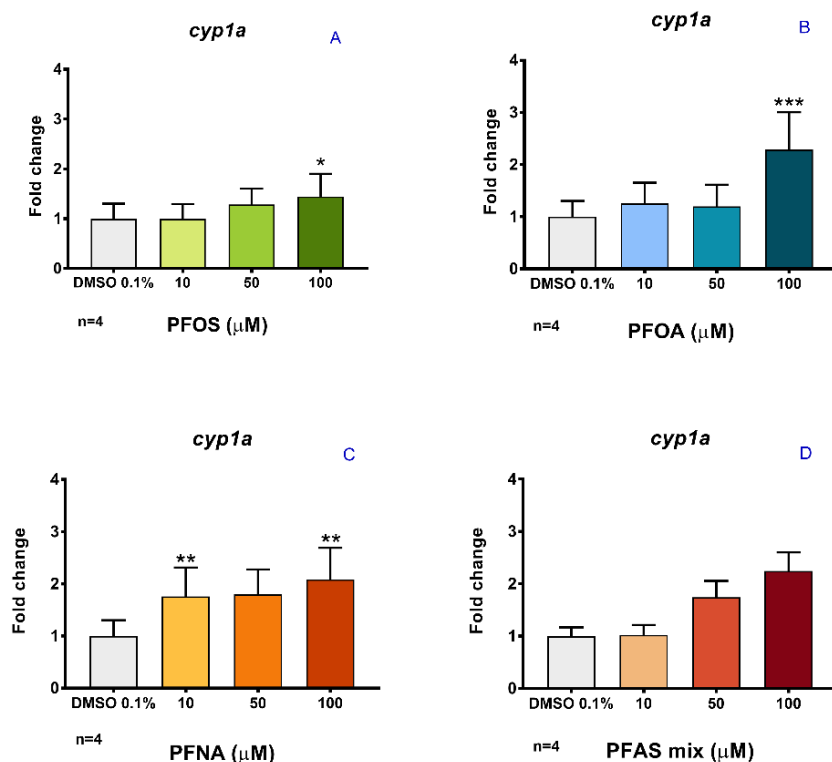 cyp1a
A
Fold change
4
3
2
1
0
*
DMSO 0.1% 10 50 100
n=4
PFOS (μM)
cyp1a
B
Fold change
4
3
2
1
0
***
DMSO 0.1% 10 50 100
n=4
PFOA (μM)
cyp1a
C
Fold change
4
3
2
1
0
**
**
DMSO 0.1% 10 50 100
n=4
PFNA (μM)
cyp1a
D
Fold change
4
3
2
1
0
DMSO 0.1% 10 50 100
n=4
PFAS mix (μM)